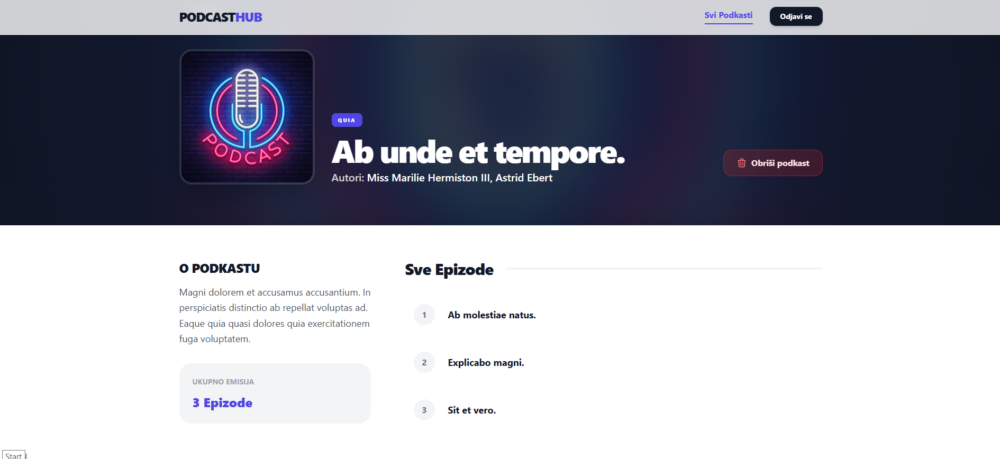 PODCASTHUB
Svi Podkasti
Odjavi se
PODCAST
QUIA
Ab unde et tempore.
Autori: Miss Marilie Hermiston III, Astrid Ebert
Obriši podkast
O PODKASTU
Magni dolorem et accusamus accusantium. In
perspiciatis distinctio ab repellat voluptas ad.
Eaque quia quasi dolores quia exercitationem
fuga voluptatem.
UKUPNO EMISIJA
3 Epizode
Sve Epizode
1 Ab molestiae natus.
2 Explicabo magni.
3 Sit et vero.
Start